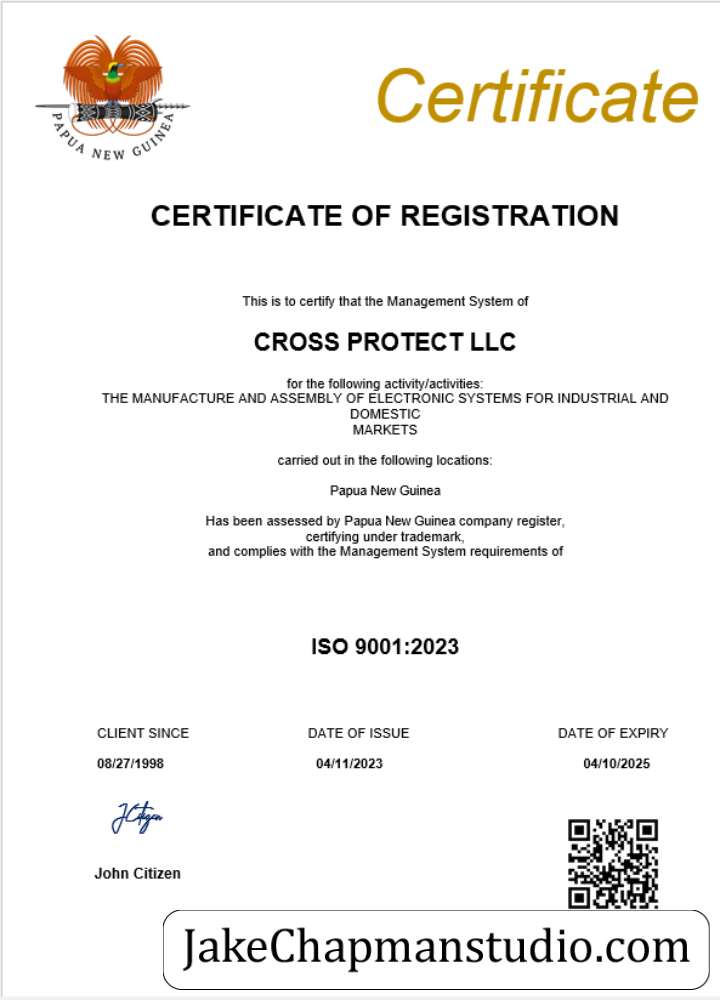 PAPUA NEW GUINEA
Certificate
CERTIFICATE OF REGISTRATION
This is to certify that the Management System of
CROSS PROTECT LLC
for the following activity/activities:
THE MANUFACTURE AND ASSEMBLY OF ELECTRONIC SYSTEMS FOR INDUSTRIAL AND
DOMESTIC
MARKETS
carried out in the following locations:
Papua New Guinea
Has been assessed by Papua New Guinea company register,
certifying under trademark,
and complies with the Management System requirements of
ISO 9001:2023
CLIENT SINCE DATE OF ISSUE DATE OF EXPIRY
08/27/1998 04/11/2023 04/10/2025
JCitizen
John Citizen
JakeChapmanstudio.com